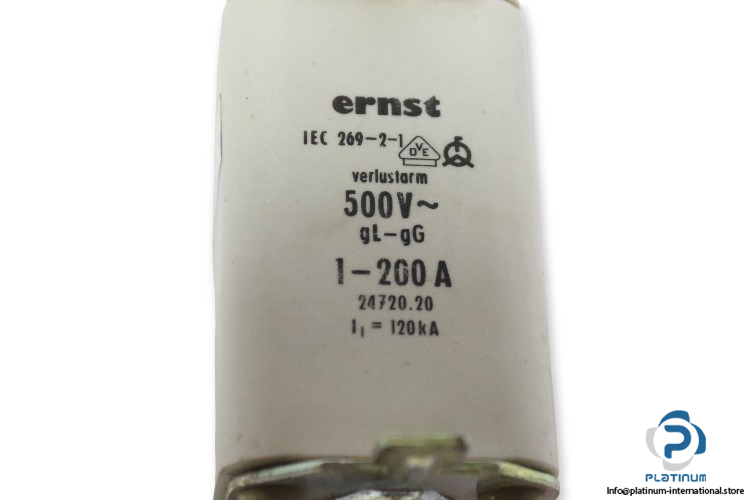 ernst
IEC 269-2-1
DVE
verlustarm
500V~
gL-gG
1-200 A
24720.20
I₁ = 120kA
PLATINUM
Info@platinum-international.store